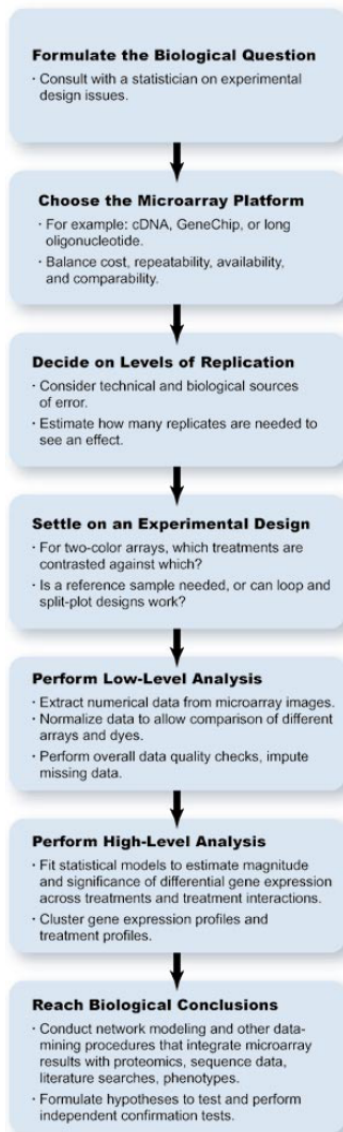 Formulate the Biological Question
· Consult with a statistician on experimental
design issues.
Choose the Microarray Platform
· For example: cDNA, GeneChip, or long
oligonucleotide.
· Balance cost, repeatability, availability,
and comparability.
Decide on Levels of Replication
· Consider technical and biological sources
of error.
· Estimate how many replicates are needed to
see an effect.
Settle on an Experimental Design
· For two-color arrays, which treatments are
contrasted against which?
· Is a reference sample needed, or can loop and
split-plot designs work?
Perform Low-Level Analysis
· Extract numerical data from microarray images.
· Normalize data to allow comparison of different
arrays and dyes.
· Perform overall data quality checks, impute
missing data.
Perform High-Level Analysis
· Fit statistical models to estimate magnitude
and significance of differential gene expression
across treatments and treatment interactions.
· Cluster gene expression profiles and
treatment profiles.
Reach Biological Conclusions
· Conduct network modeling and other data-
mining procedures that integrate microarray
results with proteomics, sequence data,
literature searches, phenotypes.
· Formulate hypotheses to test and perform
independent confirmation tests.